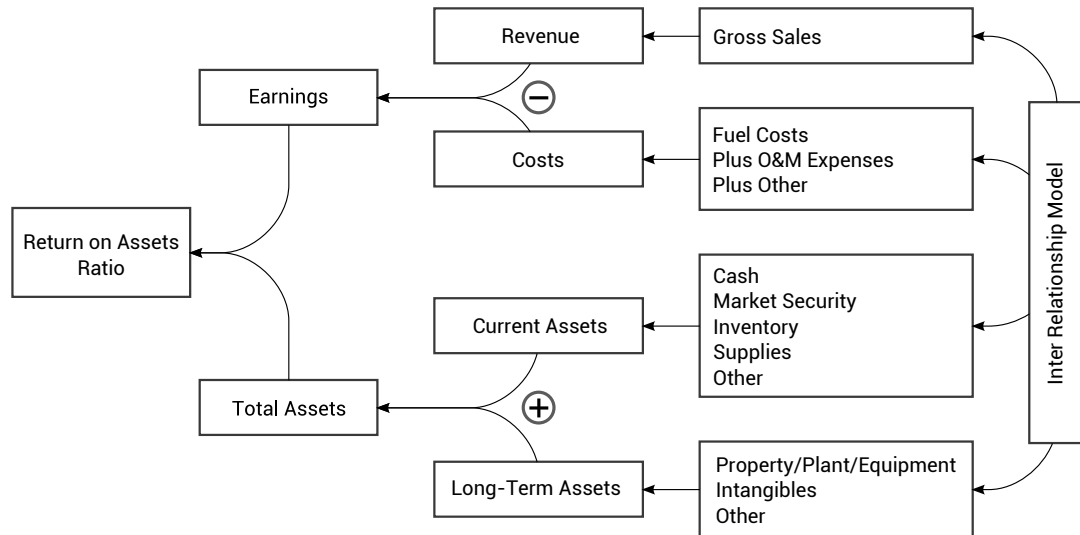 Revenue
Gross Sales
Earnings
−
Costs
Fuel Costs
Plus O&M Expenses
Plus Other
Return on Assets
Ratio
Inter Relationship Model
Current Assets
Cash
Market Security
Inventory
Supplies
Other
Total Assets
+
Long-Term Assets
Property/Plant/Equipment
Intangibles
Other